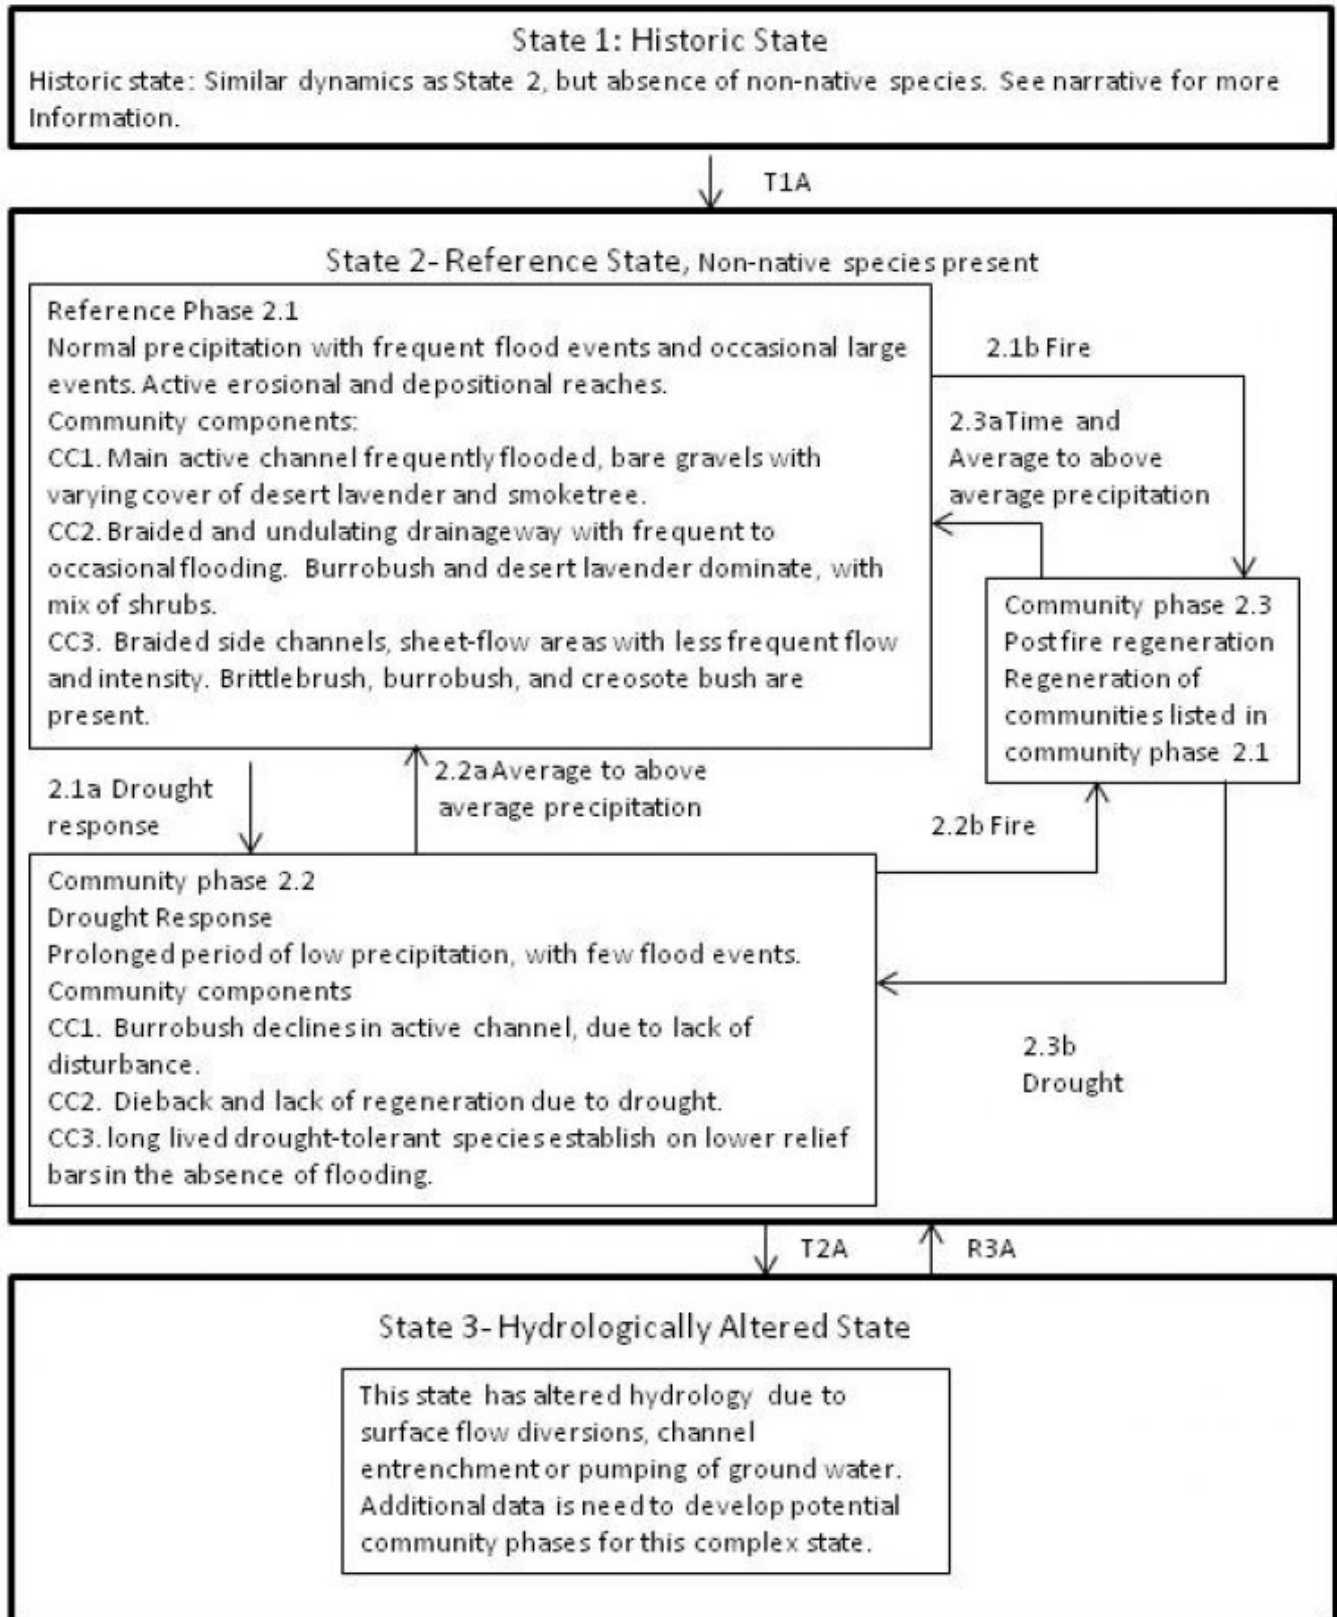 State 1: Historic State
Historic state: Similar dynamics as State 2, but absence of non-native species. See narrative for more
Information.
T1A
State 2- Reference State, Non-native species present
Reference Phase 2.1
Normal precipitation with frequent flood events and occasional large
events. Active erosional and depositional reaches.
Community components:
CC1. Main active channel frequently flooded, bare gravels with
varying cover of desert lavender and smoketree.
CC2. Braided and undulating drainageway with frequent to
occasional flooding. Burrobush and desert lavender dominate, with
mix of shrubs.
CC3. Braided side channels, sheet-flow areas with less frequent flow
and intensity. Brittlebrush, burrobush, and creosote bush are
present.
2.1b Fire
2.3a Time and
Average to above
average precipitation
Community phase 2.3
Postfire regeneration
Regeneration of
communities listed in
community phase 2.1
2.1a Drought
response
2.2a Average to above
average precipitation
2.2b Fire
Community phase 2.2
Drought Response
Prolonged period of low precipitation, with few flood events.
Community components
CC1. Burrobush declines in active channel, due to lack of
disturbance.
CC2. Dieback and lack of regeneration due to drought.
CC3. long lived drought-tolerant species establish on lower relief
bars in the absence of flooding.
2.3b
Drought
T2A
R3A
State 3- Hydrologically Altered State
This state has altered hydrology due to
surface flow diversions, channel
entrenchment or pumping of ground water.
Additional data is need to develop potential
community phases for this complex state.